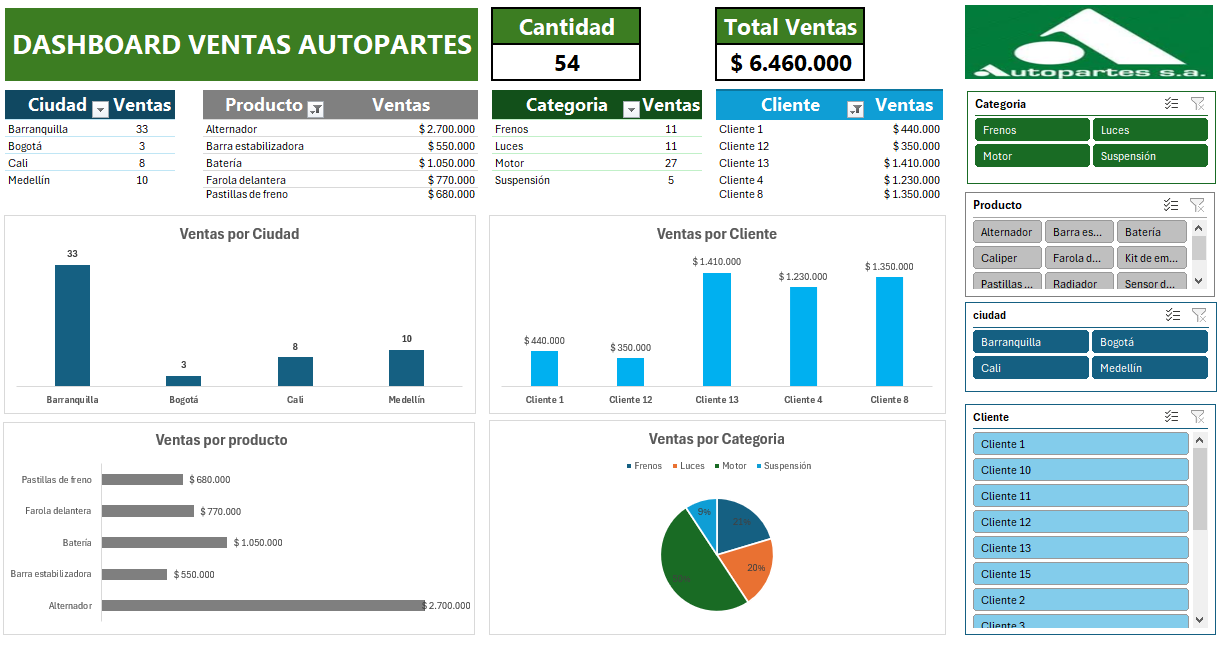 DASHBOARD VENTAS AUTOPARTES
Cantidad
54
Total Ventas
$ 6.460.000
Autopartes s.a.
Ciudad Ventas
Barranquilla 33
Bogotá 3
Cali 8
Medellín 10
Producto Ventas
Alternador $ 2.700.000
Barra estabilizadora $ 550.000
Batería $ 1.050.000
Farola delantera $ 770.000
Pastillas de freno $ 680.000
Categoria Ventas
Frenos 11
Luces 11
Motor 27
Suspensión 5
Cliente Ventas
Cliente 1 $ 440.000
Cliente 12 $ 350.000
Cliente 13 $ 1.410.000
Cliente 4 $ 1.230.000
Cliente 8 $ 1.350.000
Ventas por Ciudad
33
3
8
10
Barranquilla Bogotá Cali Medellín
Ventas por Cliente
$ 440.000
$ 350.000
$ 1.410.000
$ 1.230.000
$ 1.350.000
Cliente 1 Cliente 12 Cliente 13 Cliente 4 Cliente 8
Ventas por producto
Pastillas de freno $ 680.000
Farola delantera $ 770.000
Batería $ 1.050.000
Barra estabilizadora $ 550.000
Alternador $ 2.700.000
Ventas por Categoria
Frenos Luces Motor Suspensión
9%
20%
Categoria
Frenos Luces
Motor Suspensión
Producto
Alternador Barra es... Batería
Caliper Farola d... Kit de em...
Pastillas ... Radiador Sensor d...
ciudad
Barranquilla Bogotá
Cali Medellín
Cliente
Cliente 1
Cliente 10
Cliente 11
Cliente 12
Cliente 13
Cliente 15
Cliente 2
Cliente 3